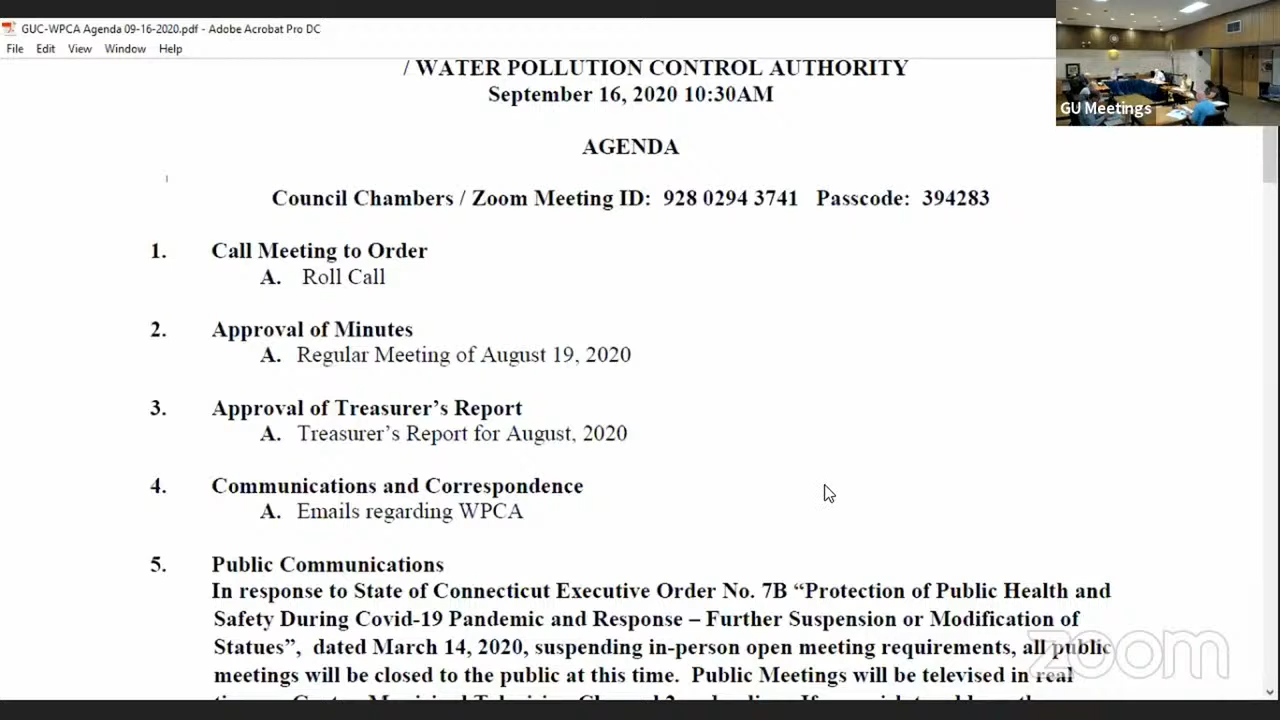 GUC-WPCA Agenda 09-16-2020.pdf - Adobe Acrobat Pro DC
File Edit View Window Help
GU Meetings
/ WATER POLLUTION CONTROL AUTHORITY
September 16, 2020 10:30AM
AGENDA
Council Chambers / Zoom Meeting ID: 928 0294 3741 Passcode: 394283
1. Call Meeting to Order
A. Roll Call
2. Approval of Minutes
A. Regular Meeting of August 19, 2020
3. Approval of Treasurer’s Report
A. Treasurer’s Report for August, 2020
4. Communications and Correspondence
A. Emails regarding WPCA
5. Public Communications
In response to State of Connecticut Executive Order No. 7B “Protection of Public Health and
Safety During Covid-19 Pandemic and Response – Further Suspension or Modification of
Statues”, dated March 14, 2020, suspending in-person open meeting requirements, all public
meetings will be closed to the public at this time. Public Meetings will be televised in real
zoom